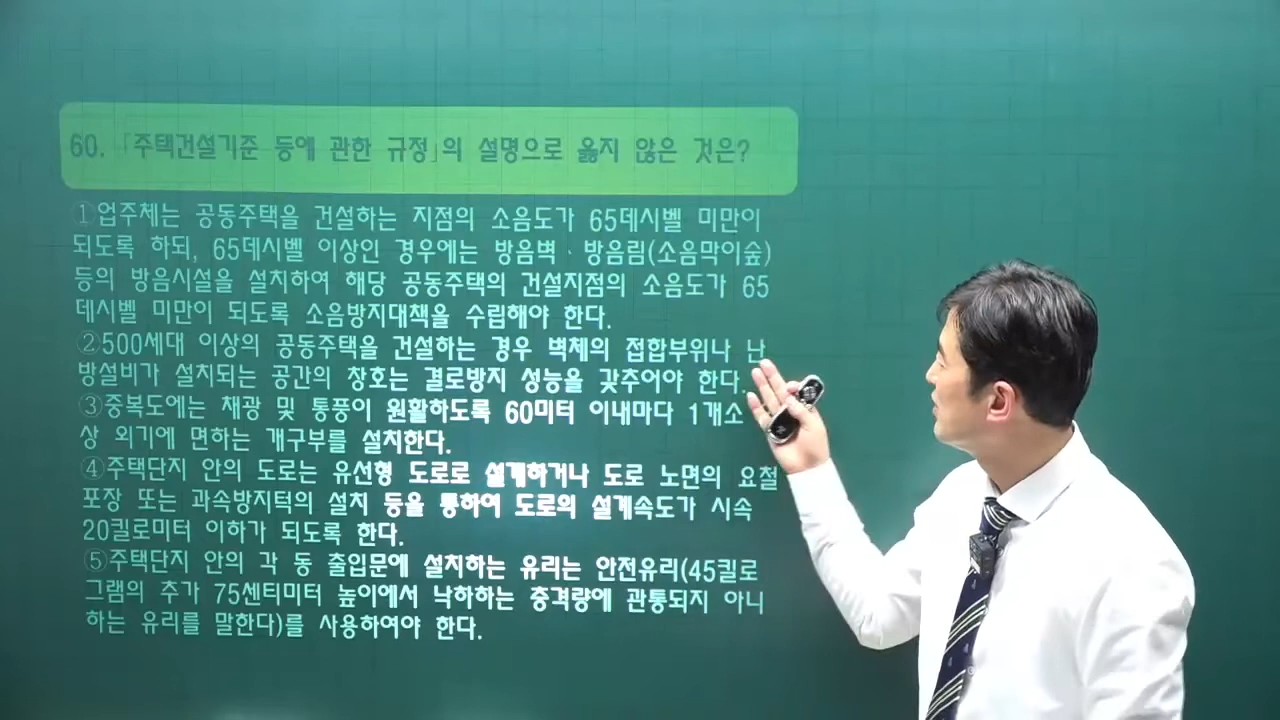 60. 「주택건설기준 등에 관한 규정」의 설명으로 옳지 않은 것은?
①업주체는 공동주택을 건설하는 지점의 소음도가 65데시벨 미만이
되도록 하되, 65데시벨 이상인 경우에는 방음벽·방음림(소음막이숲)
등의 방음시설을 설치하여 해당 공동주택의 건설지점의 소음도가 65
데시벨 미만이 되도록 소음방지대책을 수립해야 한다.
②500세대 이상의 공동주택을 건설하는 경우 벽체의 접합부위나 난
방설비가 설치되는 공간의 창호는 결로방지 성능을 갖추어야 한다.
③중복도에는 채광 및 통풍이 원활하도록 60미터 이내마다 1개소
상 외기에 면하는 개구부를 설치한다.
④주택단지 안의 도로는 유선형 도로로 설계하거나 도로 노면의 요철
포장 또는 과속방지턱의 설치 등을 통하여 도로의 설계속도가 시속
20킬로미터 이하가 되도록 한다.
⑤주택단지 안의 각 동 출입문에 설치하는 유리는 안전유리(45킬로
그램의 추가 75센티미터 높이에서 낙하하는 충격량에 관통되지 아니
하는 유리를 말한다)를 사용하여야 한다.